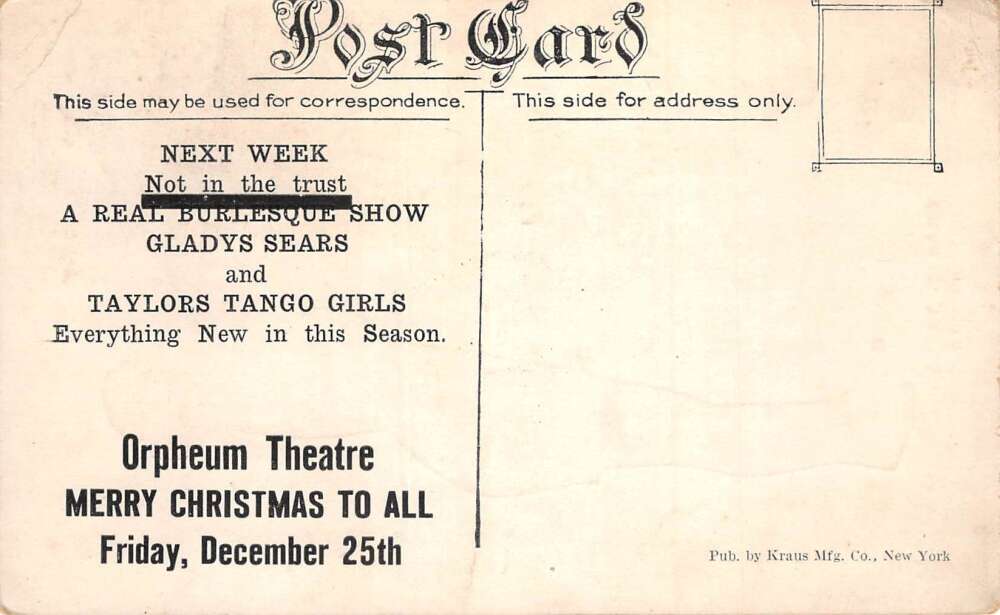 Post Card
This side may be used for correspondence.
This side for address only.
NEXT WEEK
Not in the trust
A REAL BURLESQUE SHOW
GLADYS SEARS
and
TAYLORS TANGO GIRLS
Everything New in this Season.
Orpheum Theatre
MERRY CHRISTMAS TO ALL
Friday, December 25th
Pub. by Kraus Mfg. Co., New York